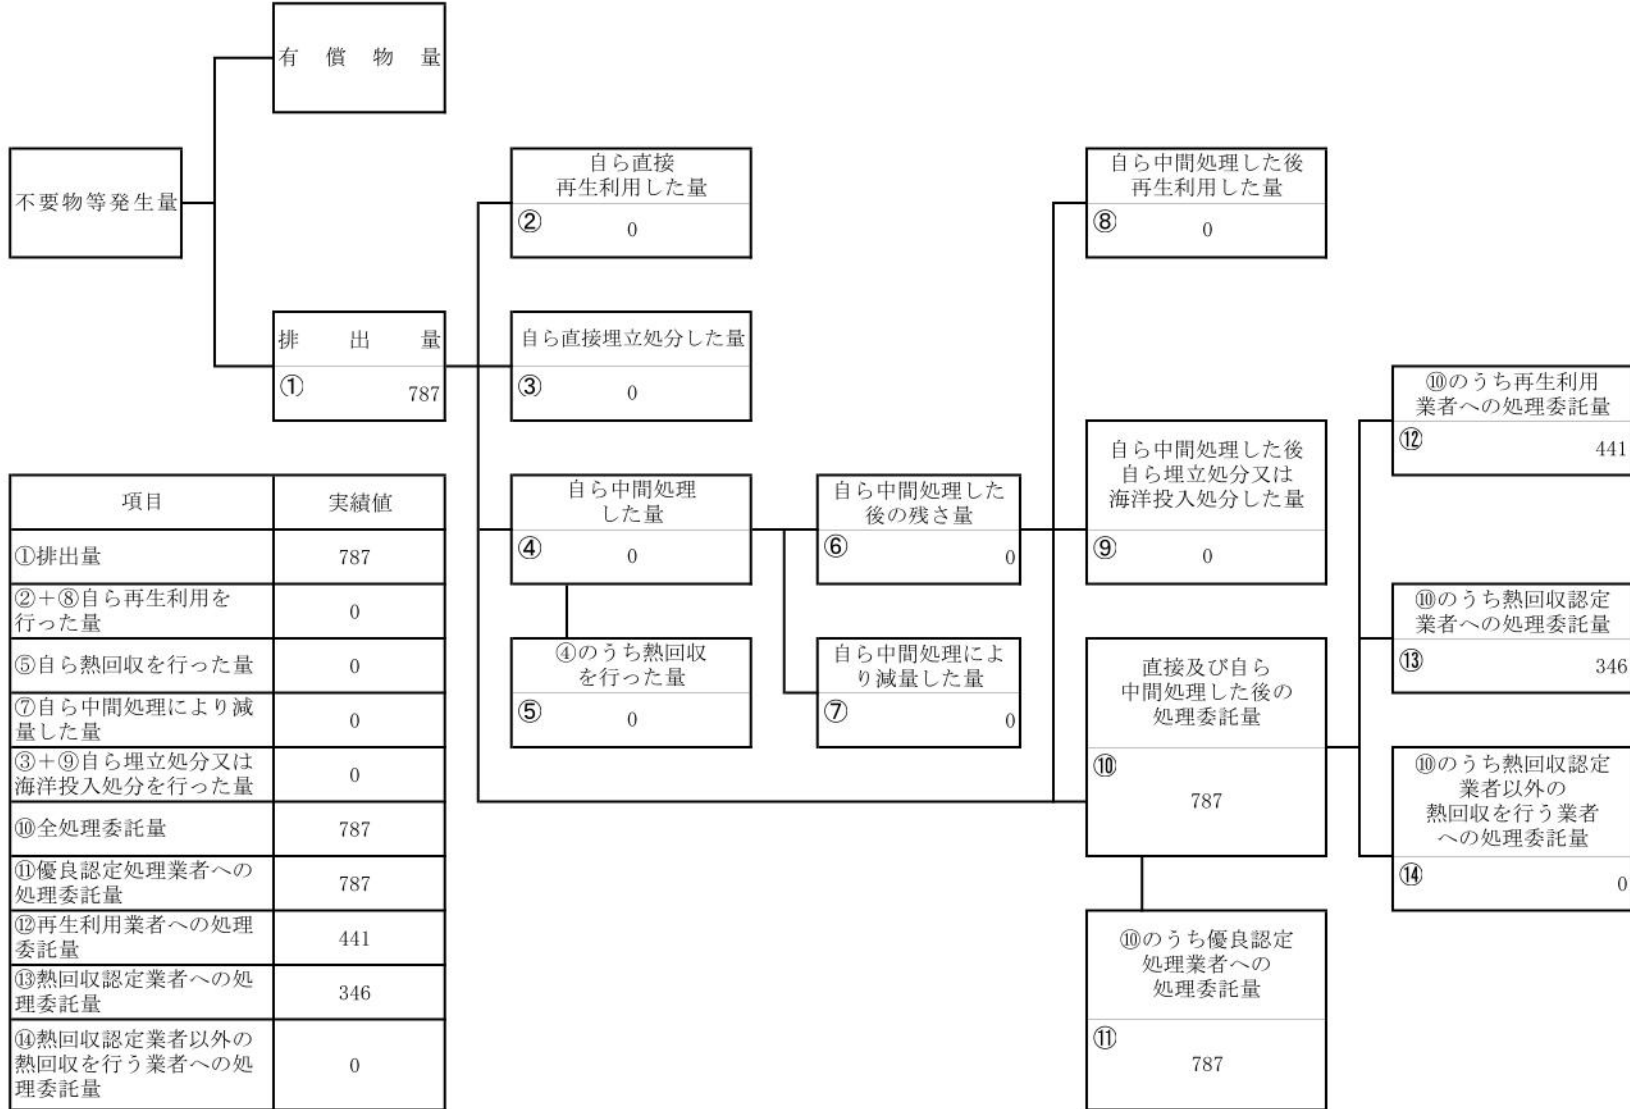 有償物量
不要物等発生量
排出量
①
787
自ら直接
再生利用した量
②
0
自ら直接埋立処分した量
③
0
自ら中間処理
した量
④
0
④のうち熱回収
を行った量
⑤
0
自ら中間処理した
後の残さ量
⑥
0
自ら中間処理によ
り減量した量
⑦
0
自ら中間処理した後
再生利用した量
⑧
0
自ら中間処理した後
自ら埋立処分又は
海洋投入処分した量
⑨
0
直接及び自ら
中間処理した後の
処理委託量
⑩
787
⑩のうち優良認定
処理業者への
処理委託量
⑪
787
⑩のうち再生利用
業者への処理委託量
⑫
441
⑩のうち熱回収認定
業者への処理委託量
⑬
346
⑩のうち熱回収認定
業者以外の
熱回収を行う業者
への処理委託量
⑭
0
項目 実績値
①排出量 787
②+⑧自ら再生利用を
行った量
0
⑤自ら熱回収を行った量 0
⑦自ら中間処理により減
量した量
0
③+⑨自ら埋立処分又は
海洋投入処分を行った量
0
⑩全処理委託量 787
⑪優良認定処理業者への
処理委託量
787
⑫再生利用業者への処理
委託量
441
⑬熱回収認定業者への処
理委託量
346
⑭熱回収認定業者以外の
熱回収を行う業者への処
理委託量
0